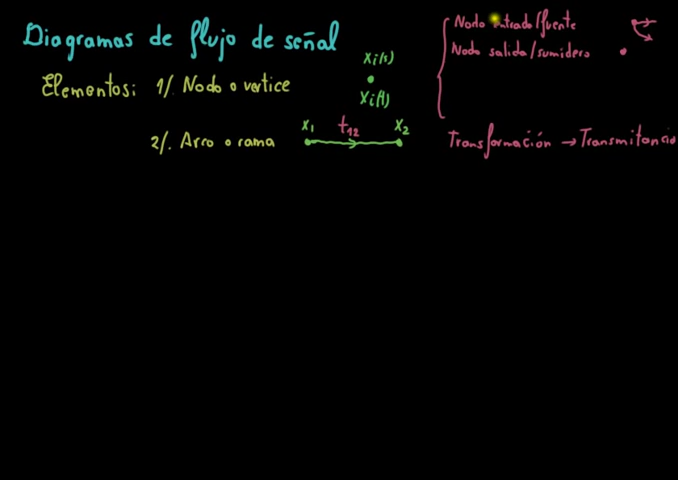 Diagramas de flujo de señal
Nodo entrada/fuente
Nodo salida/sumidero
Elementos: 1/. Nodo o vertice
Xi(s)
Xi(t)
2/. Arro o rama
X1 t12 X2
Transformación → Transmitancia